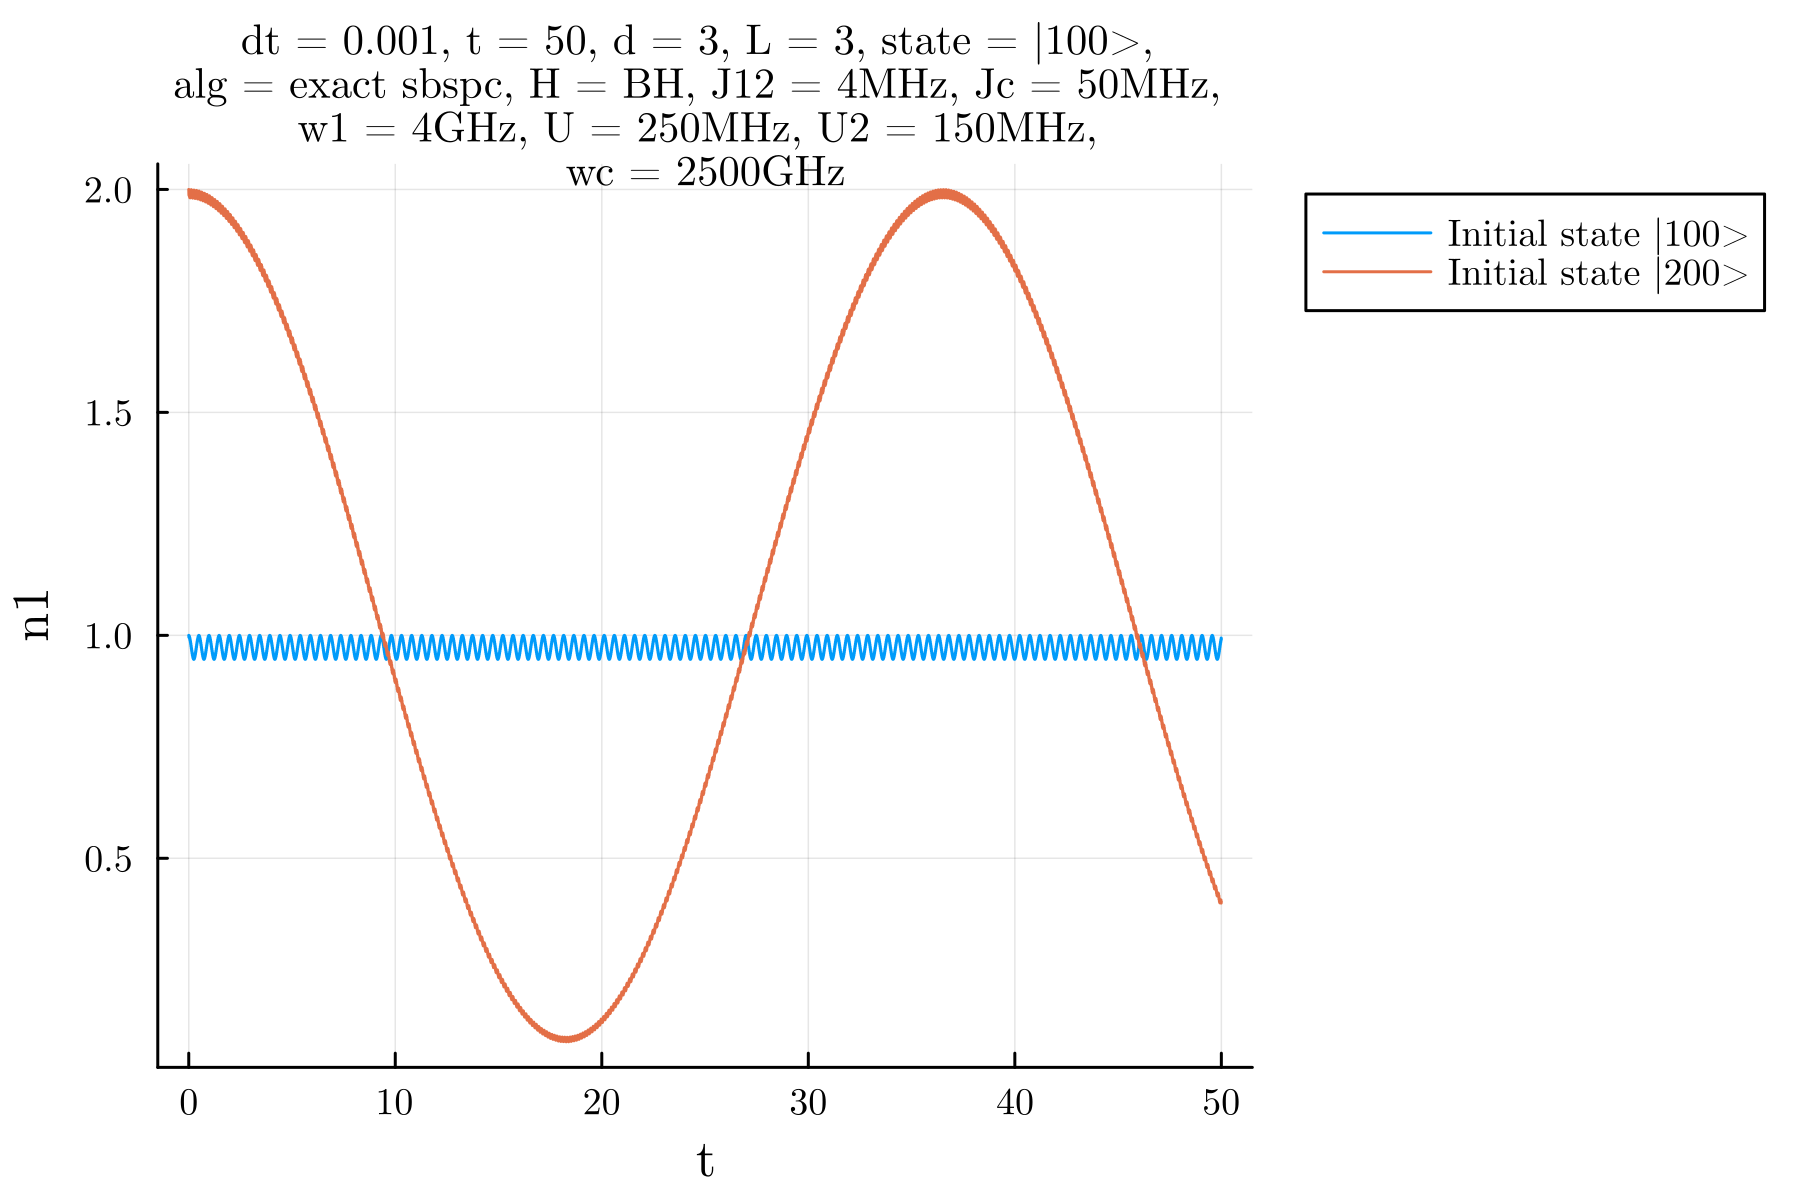 dt = 0.001, t = 50, d = 3, L = 3, state = |100>,
alg = exact sbspc, H = BH, J12 = 4MHz, Jc = 50MHz,
w1 = 4GHz, U = 250MHz, U2 = 150MHz,
wc = 2500GHz
2.0
1.5
1.0
0.5
n1
0 10 20 30 40 50
t
Initial state |100>
Initial state |200>